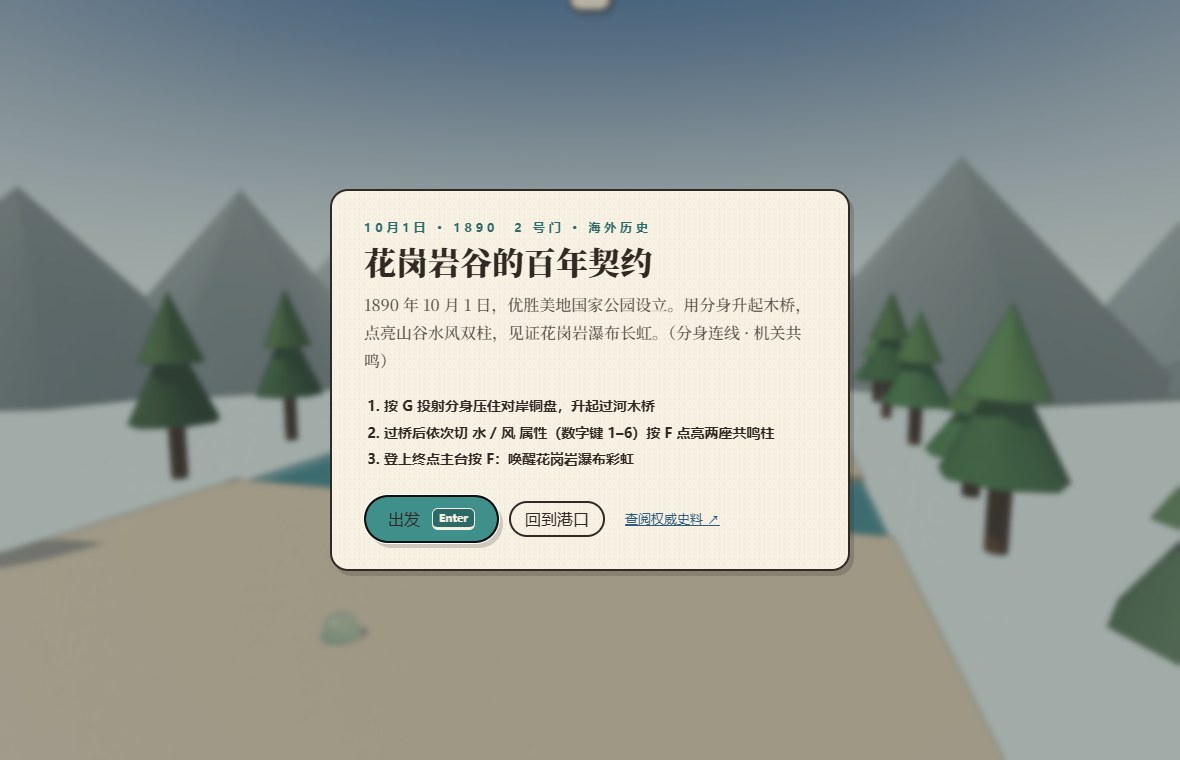 10月1日 • 1890 2 号门 • 海外历史
花岗岩谷的百年契约
1890 年 10 月 1 日，优胜美地国家公园设立。用分身升起木桥，
点亮山谷水风双柱，见证花岗岩瀑布长虹。（分身连线 · 机关共
鸣）
1. 按 G 投射分身压住对岸铜盘，升起过河木桥
2. 过桥后依次切 水 / 风 属性（数字键 1–6）按 F 点亮两座共鸣柱
3. 登上终点主台按 F：唤醒花岗岩瀑布彩虹
出发 Enter 回到港口 查阅权威史料 ↗